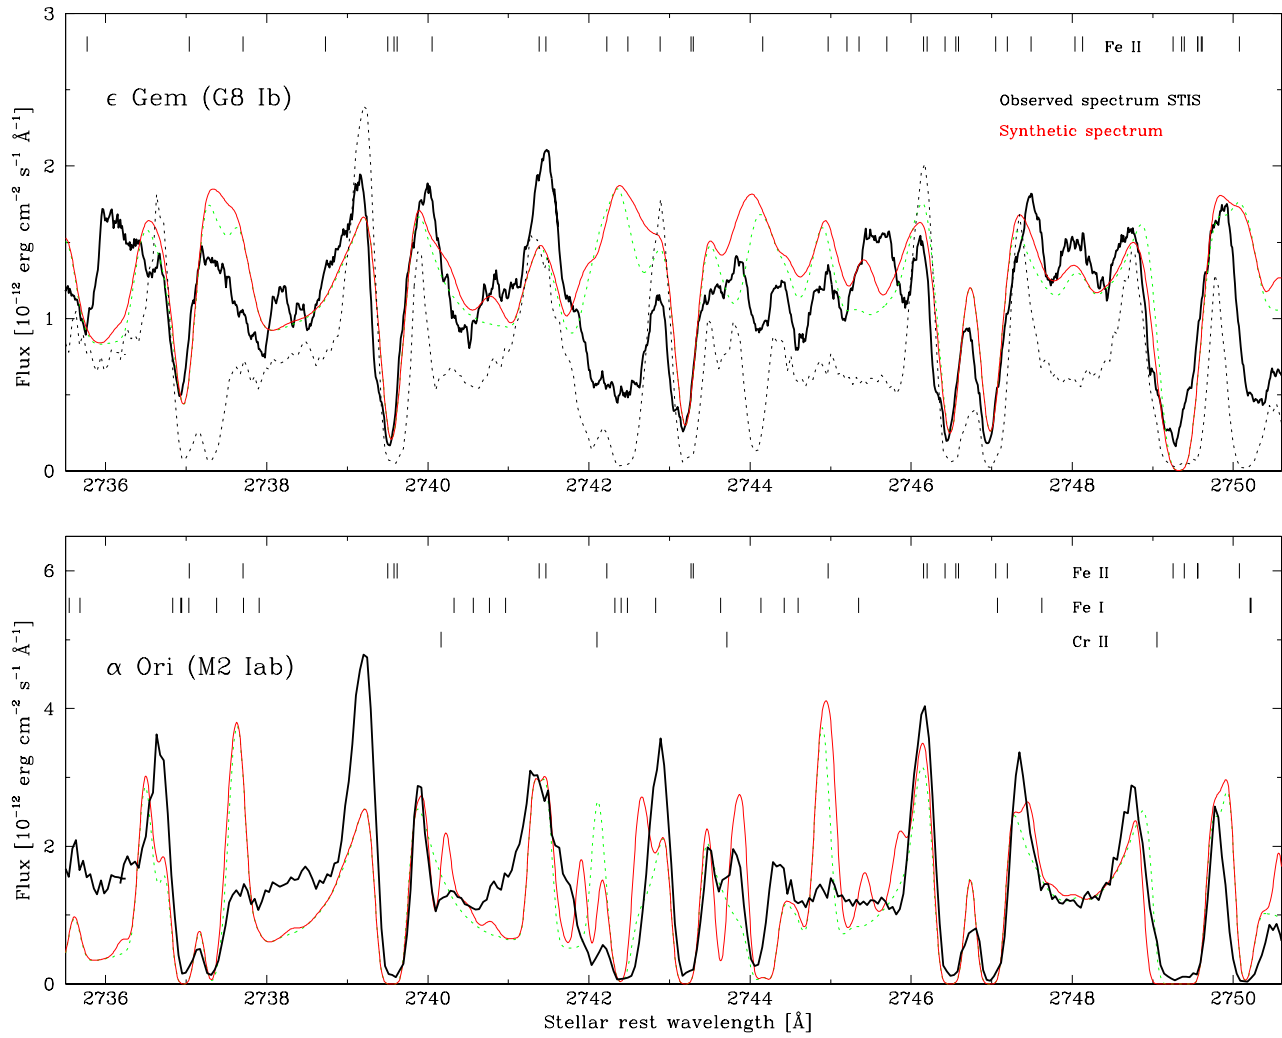 3
Fe II
ϵ Gem (G8 Ib)
Observed spectrum STIS
Synthetic spectrum
2
1
0
Flux [10⁻¹² erg cm⁻² s⁻¹ Å⁻¹]
2736 2738 2740 2742 2744 2746 2748 2750
6
Fe II
Fe I
Cr II
α Ori (M2 Iab)
4
2
0
Flux [10⁻¹² erg cm⁻² s⁻¹ Å⁻¹]
2736 2738 2740 2742 2744 2746 2748 2750
Stellar rest wavelength [Å]